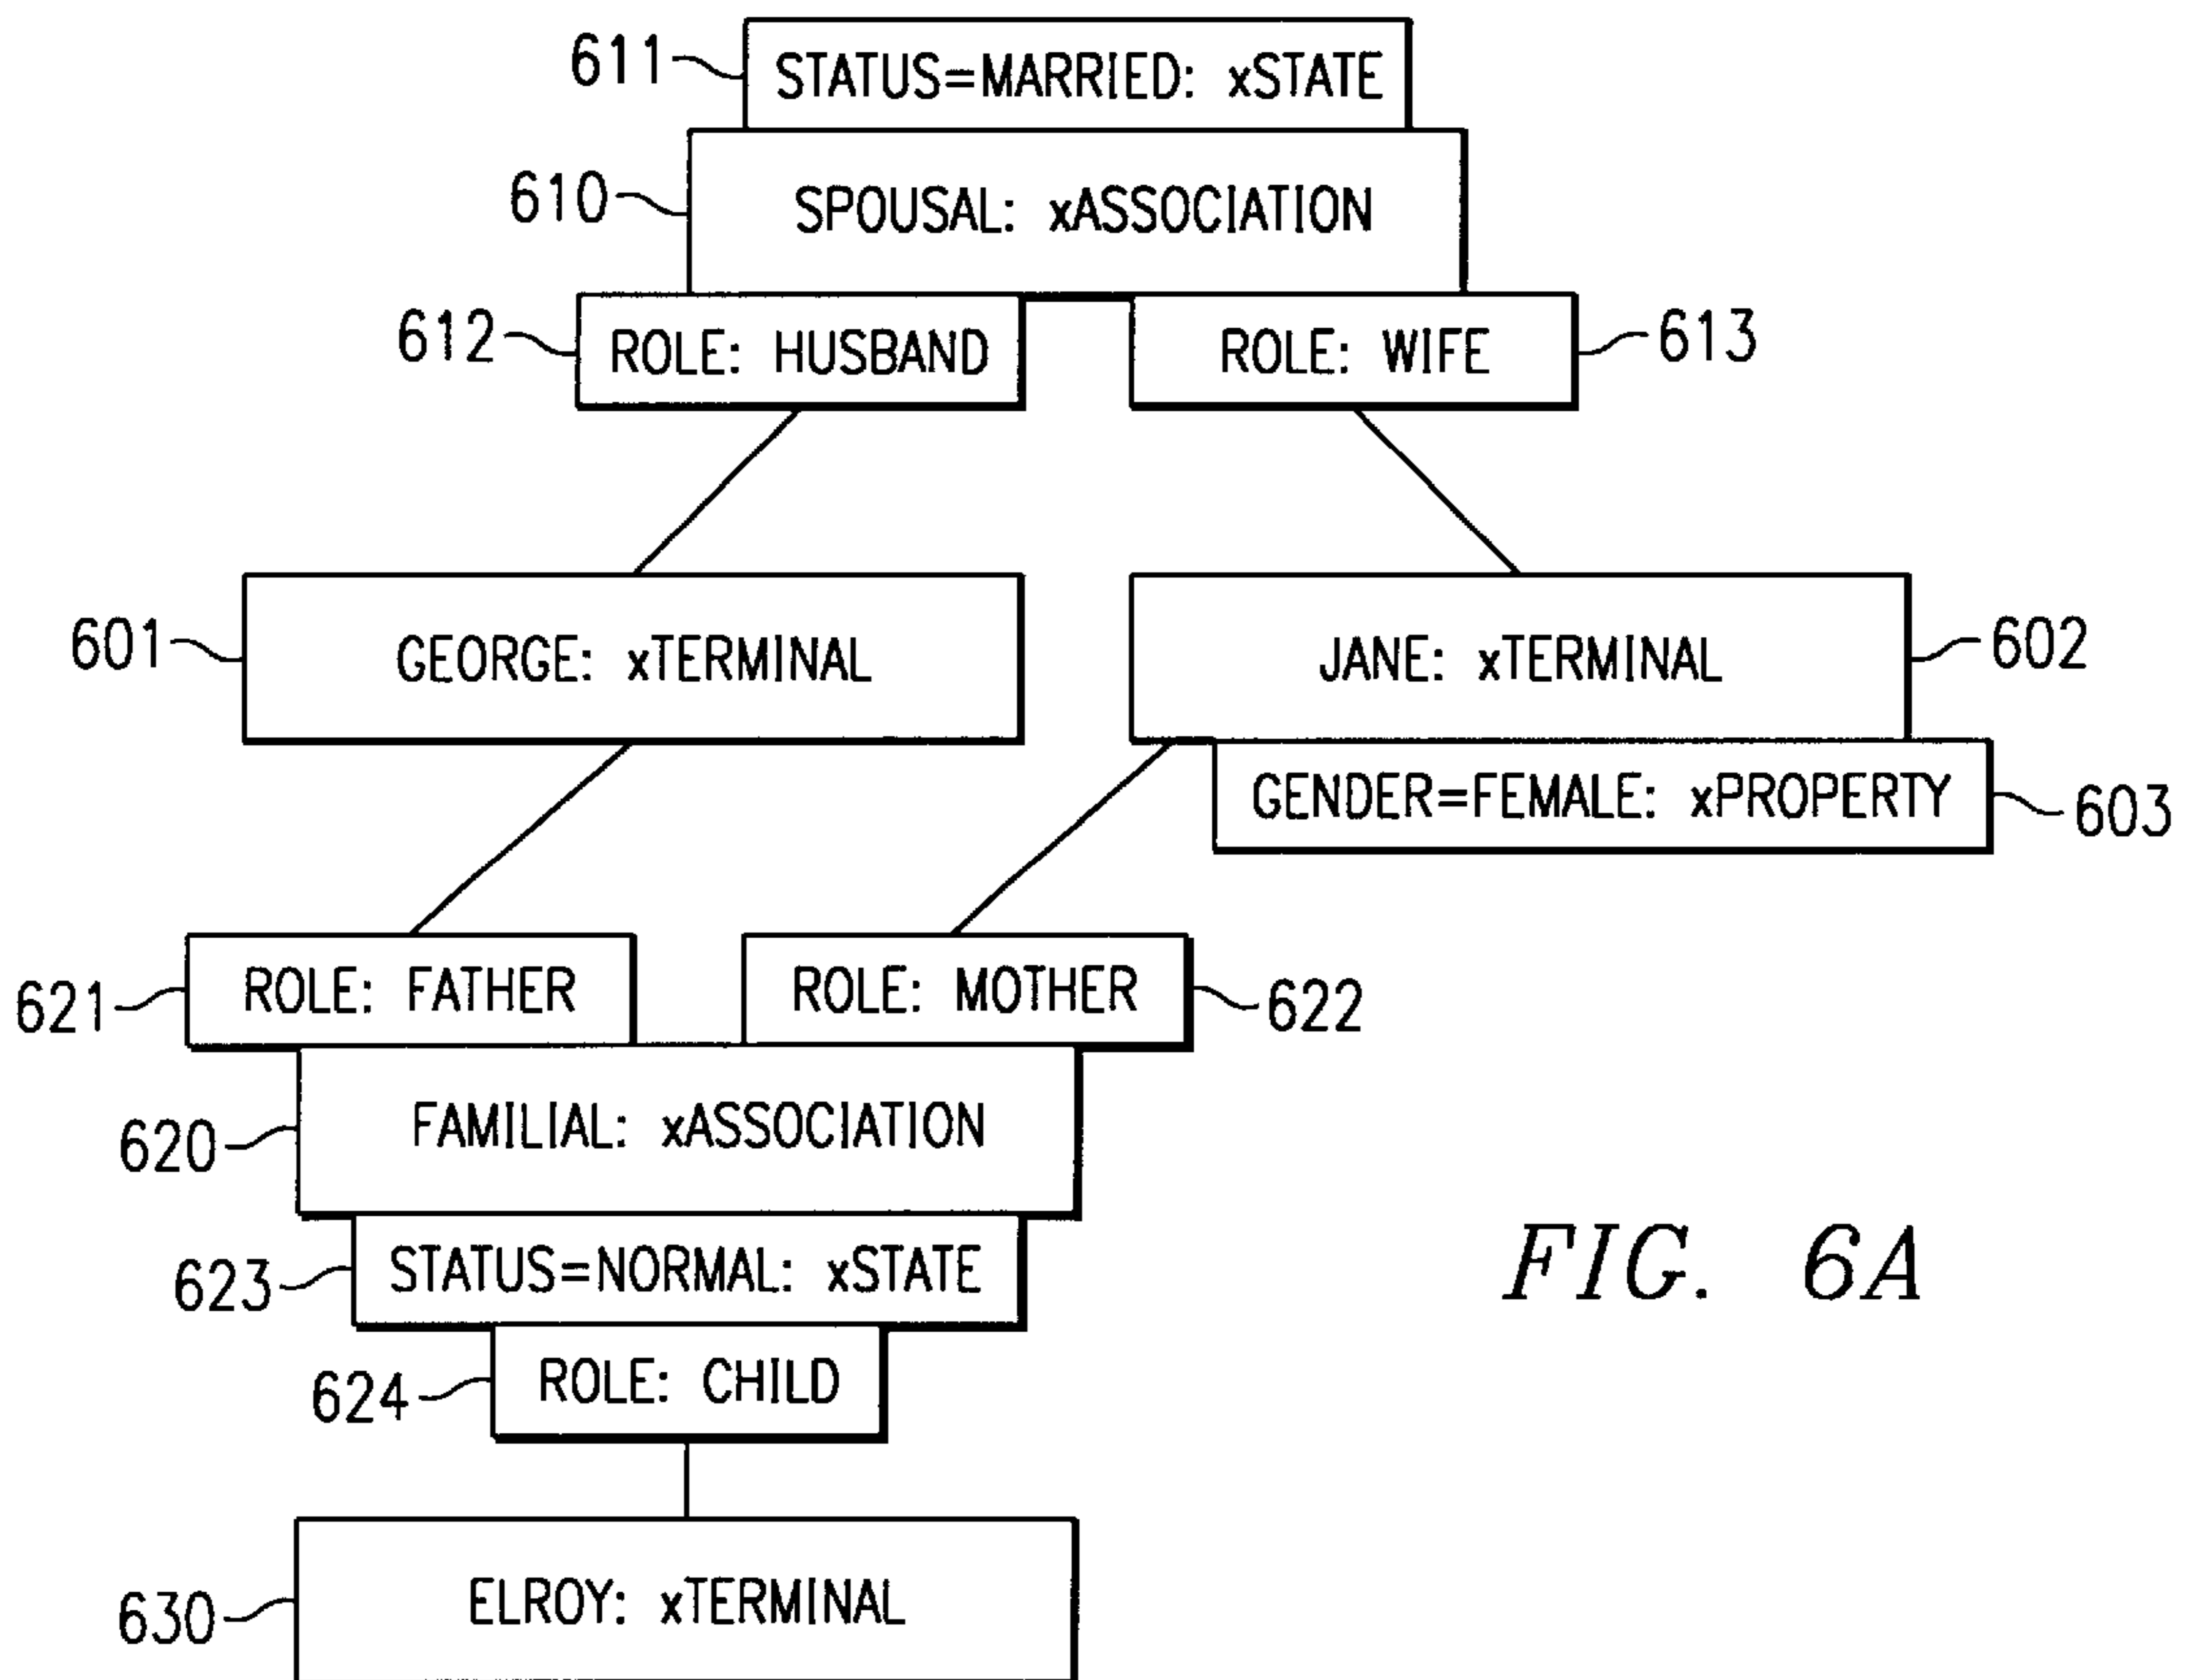 611 STATUS=MARRIED: xSTATE
610 SPOUSAL: xASSOCIATION
612 ROLE: HUSBAND ROLE: WIFE 613
601 GEORGE: xTERMINAL JANE: xTERMINAL 602
GENDER=FEMALE: xPROPERTY 603
621 ROLE: FATHER ROLE: MOTHER 622
620 FAMILIAL: xASSOCIATION
623 STATUS=NORMAL: xSTATE
FIG. 6A
624 ROLE: CHILD
630 ELROY: xTERMINAL